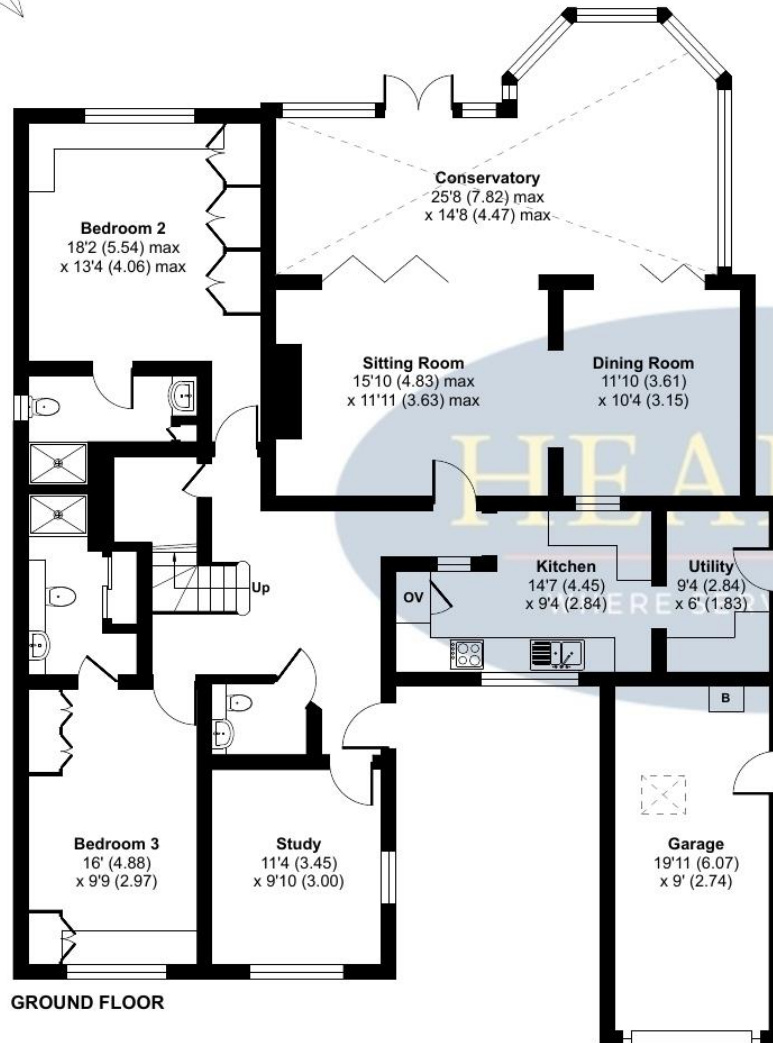 Conservatory
25'8 (7.82) max
x 14'8 (4.47) max
Bedroom 2
18'2 (5.54) max
x 13'4 (4.06) max
Sitting Room
15'10 (4.83) max
x 11'11 (3.63) max
Dining Room
11'10 (3.61)
x 10'4 (3.15)
HEA
Up
Kitchen
14'7 (4.45)
x 9'4 (2.84)
Utility
9'4 (2.84)
x 6' (1.83)
OV
B
Bedroom 3
16' (4.88)
x 9'9 (2.97)
Study
11'4 (3.45)
x 9'10 (3.00)
Garage
19'11 (6.07)
x 9' (2.74)
GROUND FLOOR